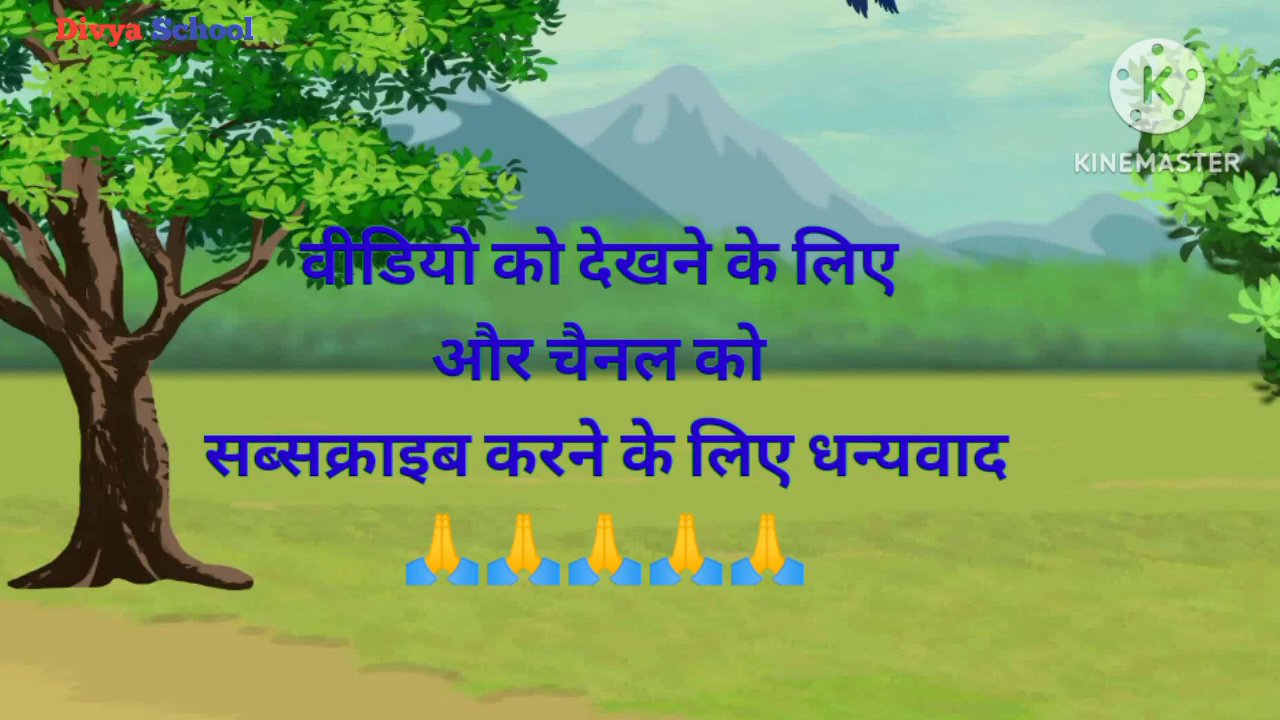 Divya School
KINEMASTER
वीडियो को देखने के लिए
और चैनल को
सब्सक्राइब करने के लिए धन्यवाद
🙏🙏🙏🙏🙏